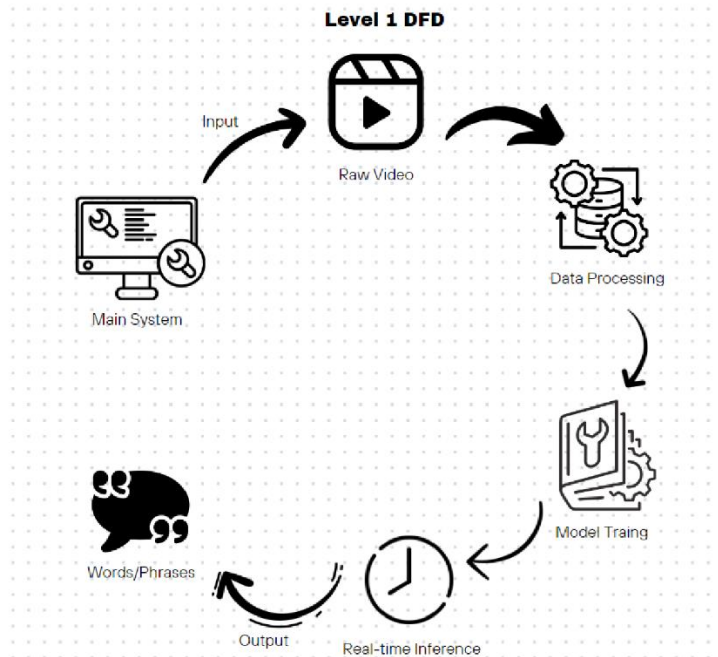 Level 1 DFD
Input
Raw Video
Data Processing
Main System
Model Traing
Words/Phrases
Output
Real-time Inference